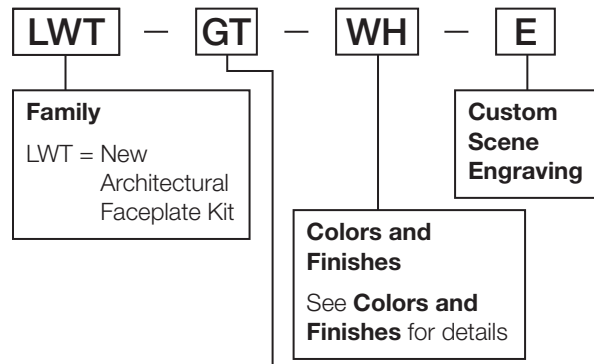 LWT – GT – WH – E
Family
LWT = New
Architectural
Faceplate Kit
Custom
Scene
Engraving
Colors and
Finishes
See Colors and
Finishes for details